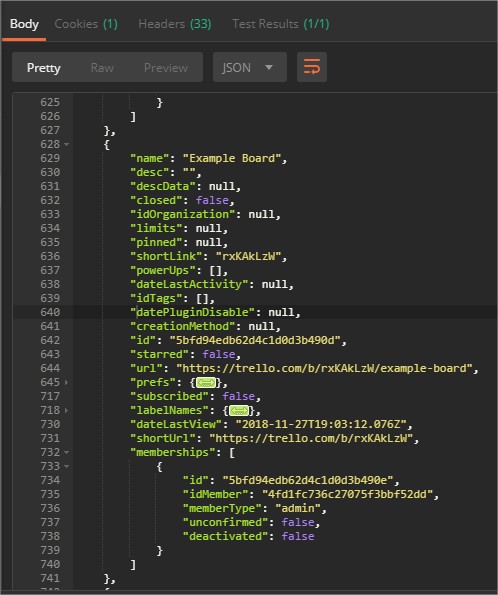 Body Cookies (1) Headers (33) Test Results (1/1)
Pretty Raw Preview JSON
625 }
626 ]
627 },
628 {
629 "name": "Example Board",
630 "desc": "",
631 "descData": null,
632 "closed": false,
633 "idOrganization": null,
634 "limits": null,
635 "pinned": null,
636 "shortLink": "rxKAkLzW",
637 "powerUps": [],
638 "dateLastActivity": null,
639 "idTags": [],
640 "datePluginDisable": null,
641 "creationMethod": null,
642 "id": "5bfd94edb62d4c1d0d3b490d",
643 "starred": false,
644 "url": "https://trello.com/b/rxKAkLzW/example-board",
645 "prefs": {},
717 "subscribed": false,
718 "labelNames": {},
730 "dateLastView": "2018-11-27T19:03:12.076Z",
731 "shortUrl": "https://trello.com/b/rxKAkLzW",
732 "memberships": [
733 {
734 "id": "5bfd94edb62d4c1d0d3b490e",
735 "idMember": "4fd1fc736c27075f3bbf52dd",
736 "memberType": "admin",
737 "unconfirmed": false,
738 "deactivated": false
739 }
740 ]
741 },